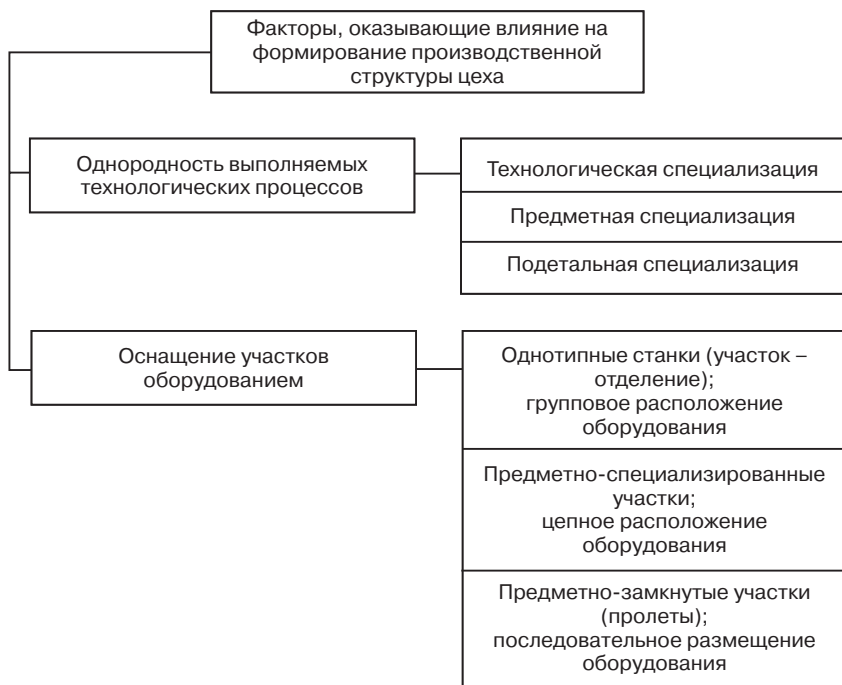 Факторы, оказывающие влияние на
формирование производственной
структуры цеха
Однородность выполняемых
технологических процессов
Технологическая специализация
Предметная специализация
Подетальная специализация
Оснащение участков
оборудованием
Однотипные станки (участок –
отделение);
групповое расположение
оборудования
Предметно-специализированные
участки;
цепное расположение
оборудования
Предметно-замкнутые участки
(пролеты);
последовательное размещение
оборудования